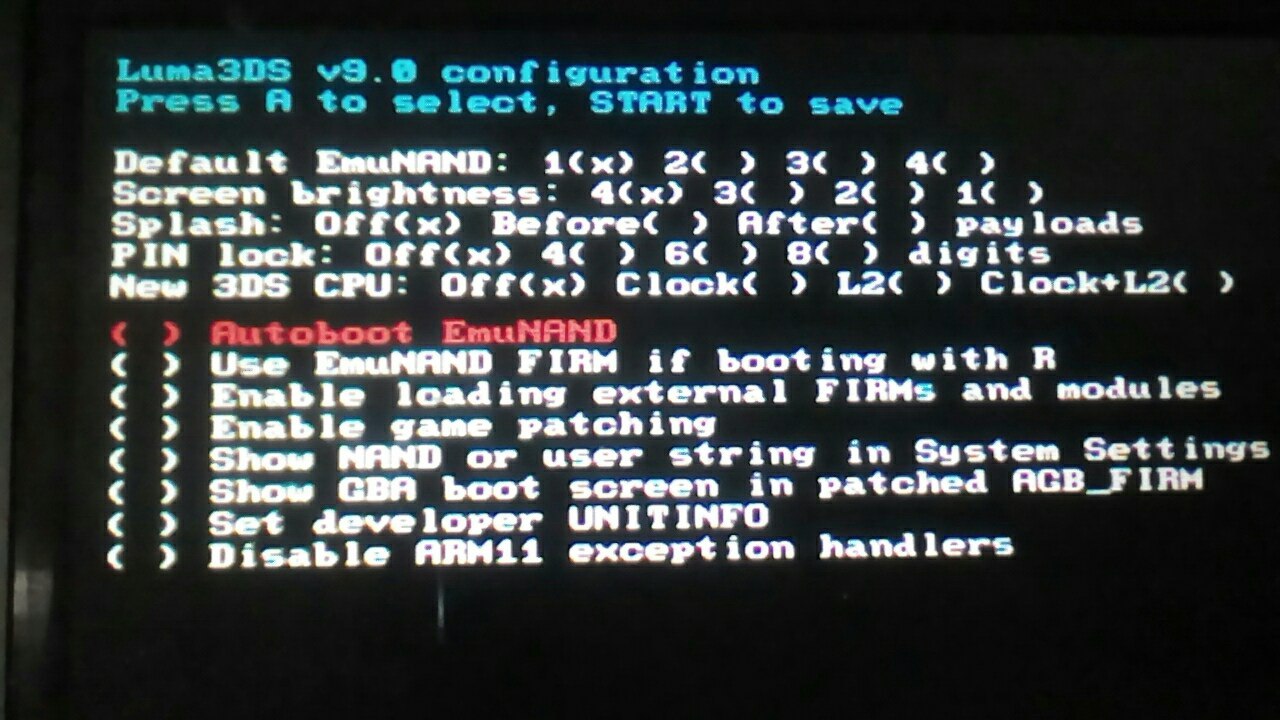 Luma3DS v9.0 configuration
Press A to select, START to save
Default EmuNAND: 1(x) 2( ) 3( ) 4( )
Screen brightness: 4(x) 3( ) 2( ) 1( )
Splash: Off(x) Before( ) After( ) payloads
PIN lock: Off(x) 4( ) 6( ) 8( ) digits
New 3DS CPU: Off(x) Clock( ) L2( ) Clock+L2( )
( ) Autoboot EmuNAND
( ) Use EmuNAND FIRM if booting with R
( ) Enable loading external FIRMs and modules
( ) Enable game patching
( ) Show NAND or user string in System Settings
( ) Show GBA boot screen in patched AGB_FIRM
( ) Set developer UNITINFO
( ) Disable ARM11 exception handlers